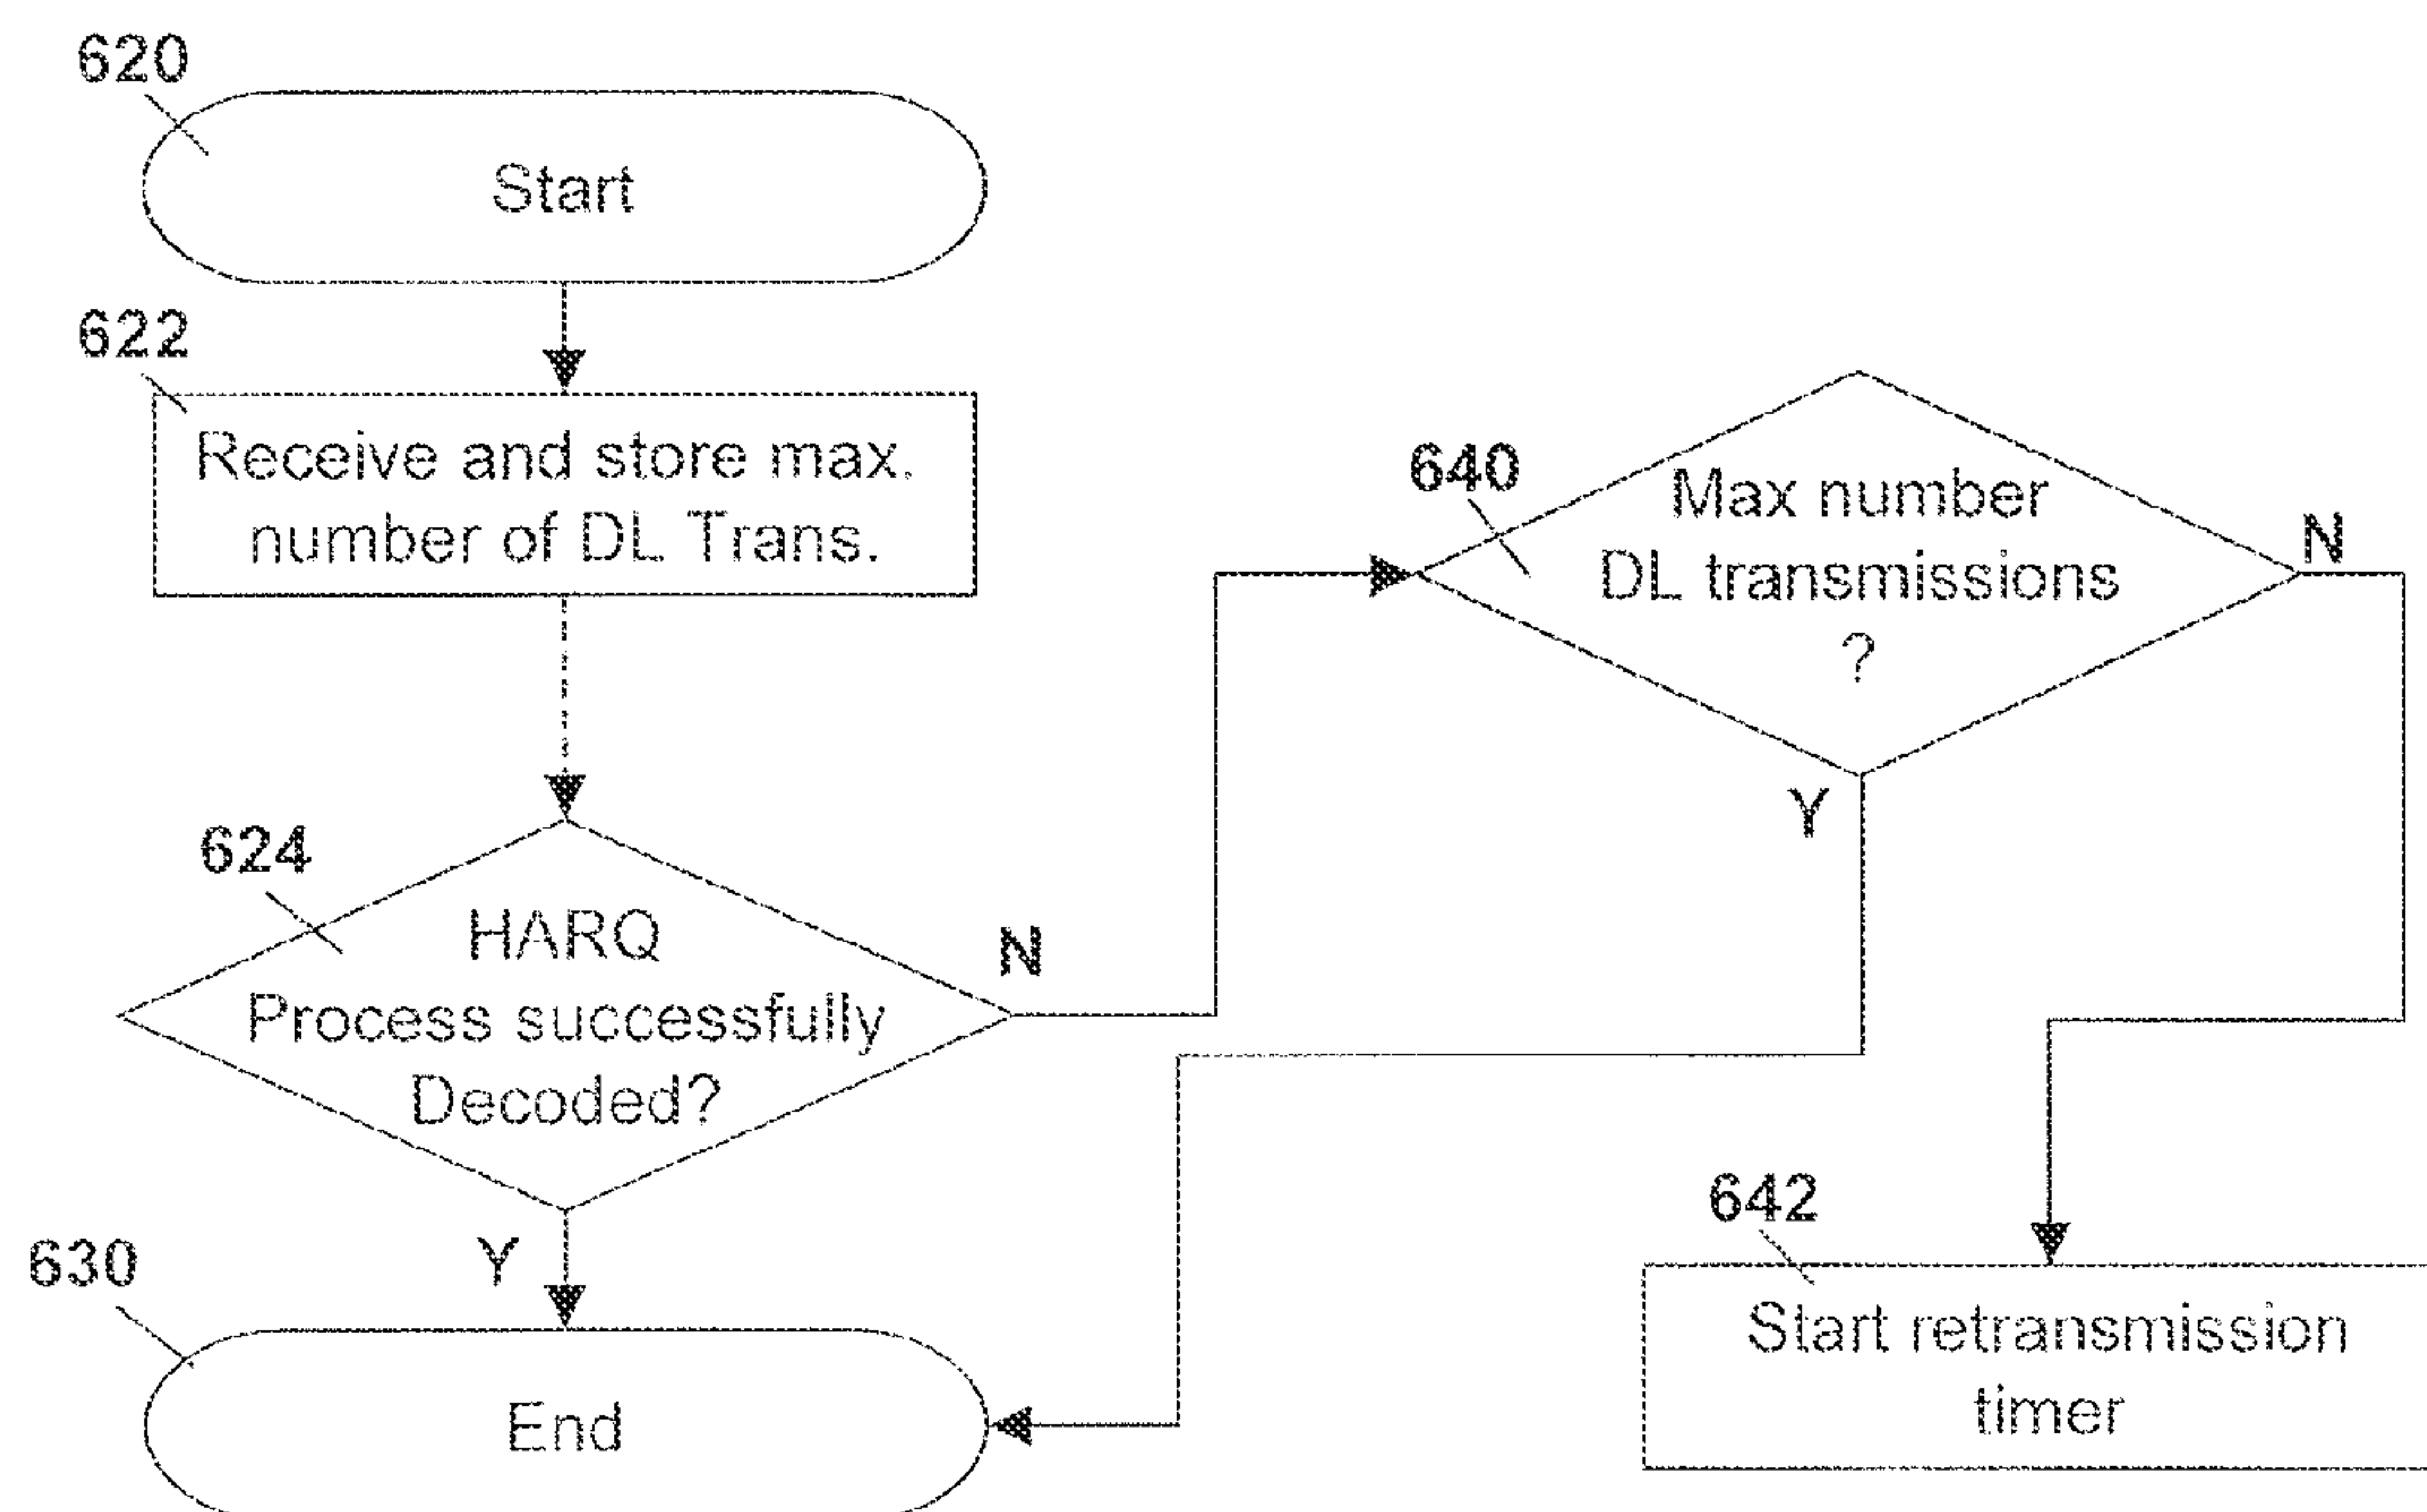 620
Start
622
Receive and store max.
number of DL Trans.
624
HARQ
Process successfully
Decoded?
N
Y
630
End
640
Max number
DL transmissions
?
N
Y
642
Start retransmission
timer